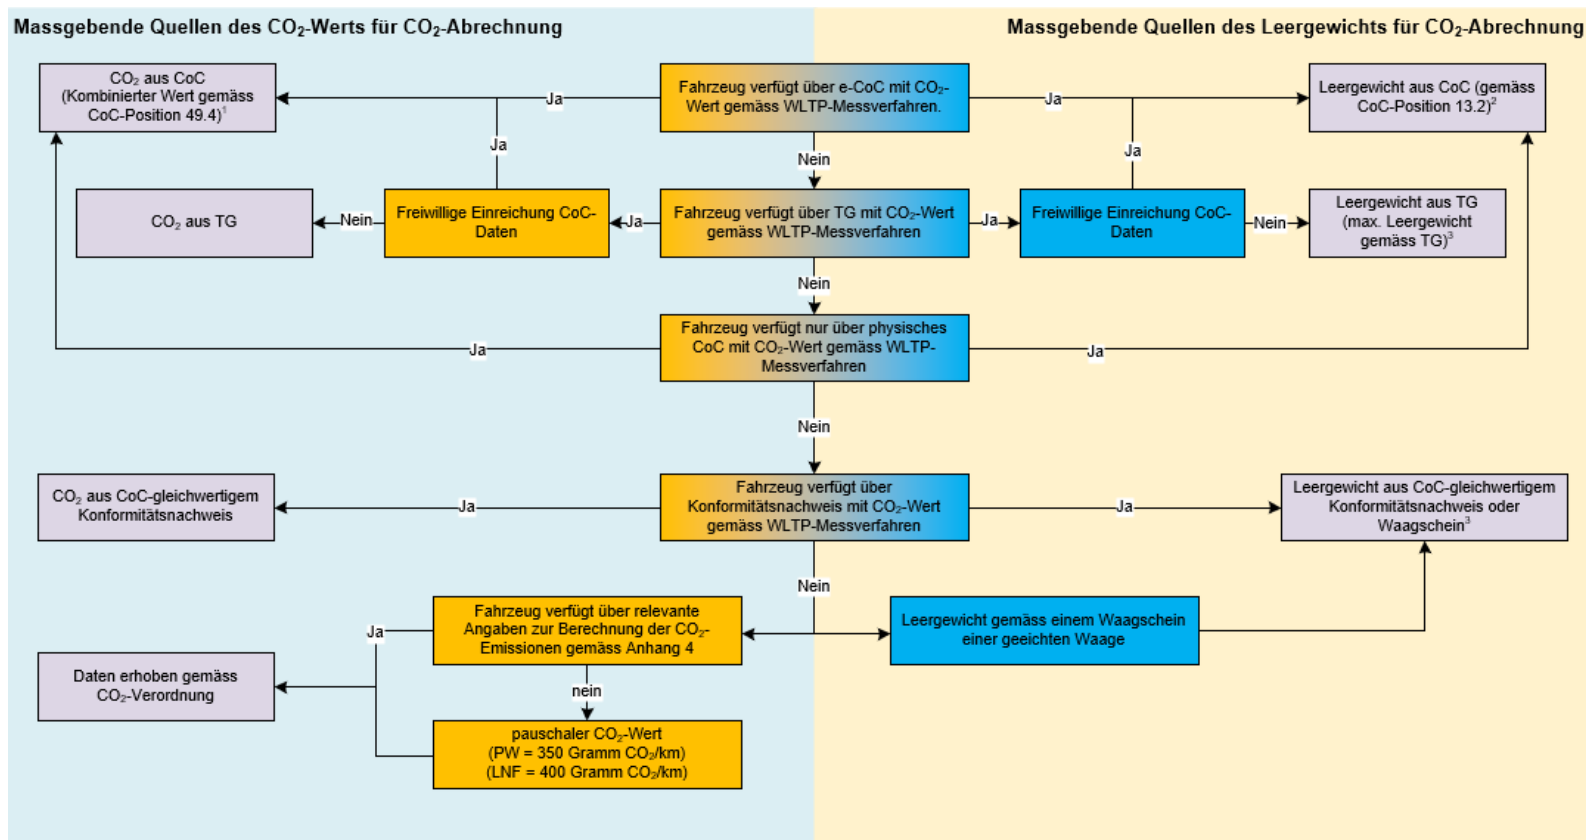 Massgebende Quellen des CO₂-Werts für CO₂-Abrechnung
Massgebende Quellen des Leergewichts für CO₂-Abrechnung
CO₂ aus CoC
(Kombinierter Wert gemäss
CoC-Position 49.4)¹
Ja
Fahrzeug verfügt über e-CoC mit CO₂-
Wert gemäss WLTP-Messverfahren.
Ja
Leergewicht aus CoC (gemäss
CoC-Position 13.2)²
Ja
Nein
Ja
CO₂ aus TG
Nein
Freiwillige Einreichung CoC-
Daten
Ja
Fahrzeug verfügt über TG mit CO₂-Wert
gemäss WLTP-Messverfahren
Ja
Freiwillige Einreichung CoC-
Daten
Nein
Leergewicht aus TG
(max. Leergewicht
gemäss TG)³
Nein
Ja
Fahrzeug verfügt nur über physisches
CoC mit CO₂-Wert gemäss WLTP-
Messverfahren
Ja
Nein
CO₂ aus CoC-gleichwertigem
Konformitätsnachweis
Ja
Fahrzeug verfügt über
Konformitätsnachweis mit CO₂-Wert
gemäss WLTP-Messverfahren
Ja
Leergewicht aus CoC-gleichwertigem
Konformitätsnachweis oder
Waagschein³
Nein
Ja
Fahrzeug verfügt über relevante
Angaben zur Berechnung der CO₂-
Emissionen gemäss Anhang 4
Leergewicht gemäss einem Waagschein
einer geeichten Waage
Daten erhoben gemäss
CO₂-Verordnung
nein
pauschaler CO₂-Wert
(PW = 350 Gramm CO₂/km)
(LNF = 400 Gramm CO₂/km)